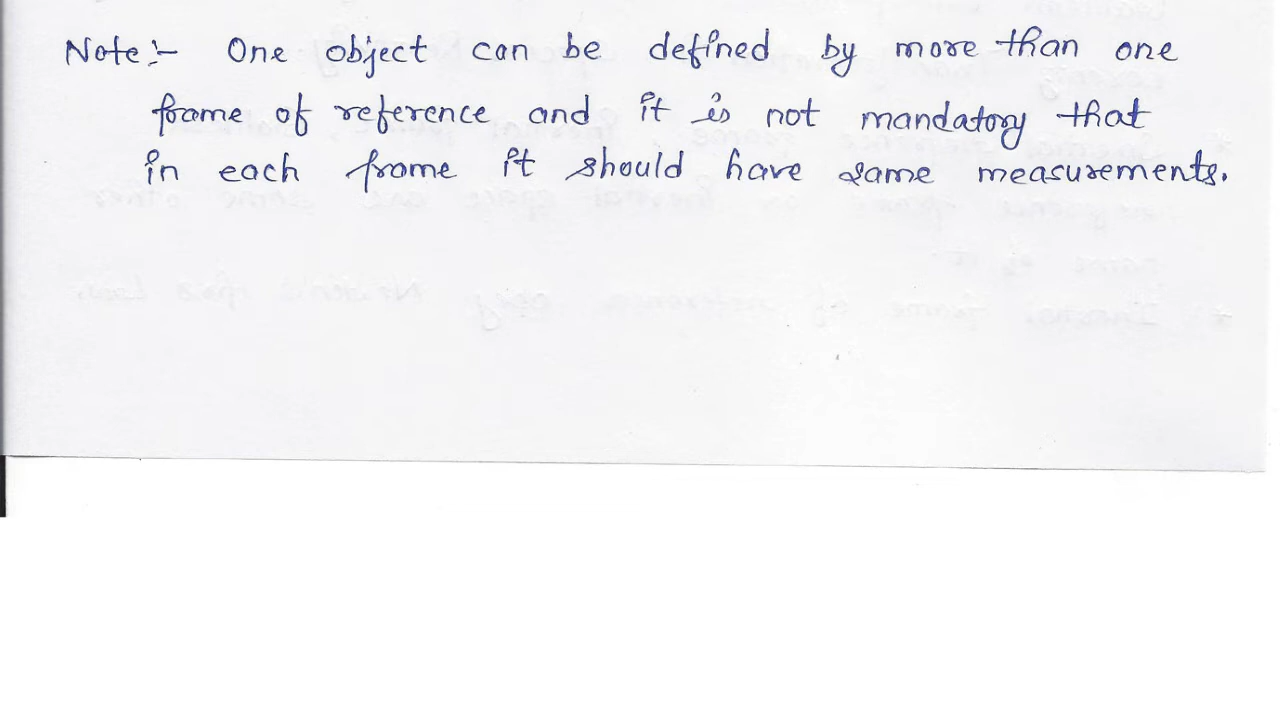 Note:- One object can be defined by more than one
frame of reference and it is not mandatory that
in each frame it should have same measurements.